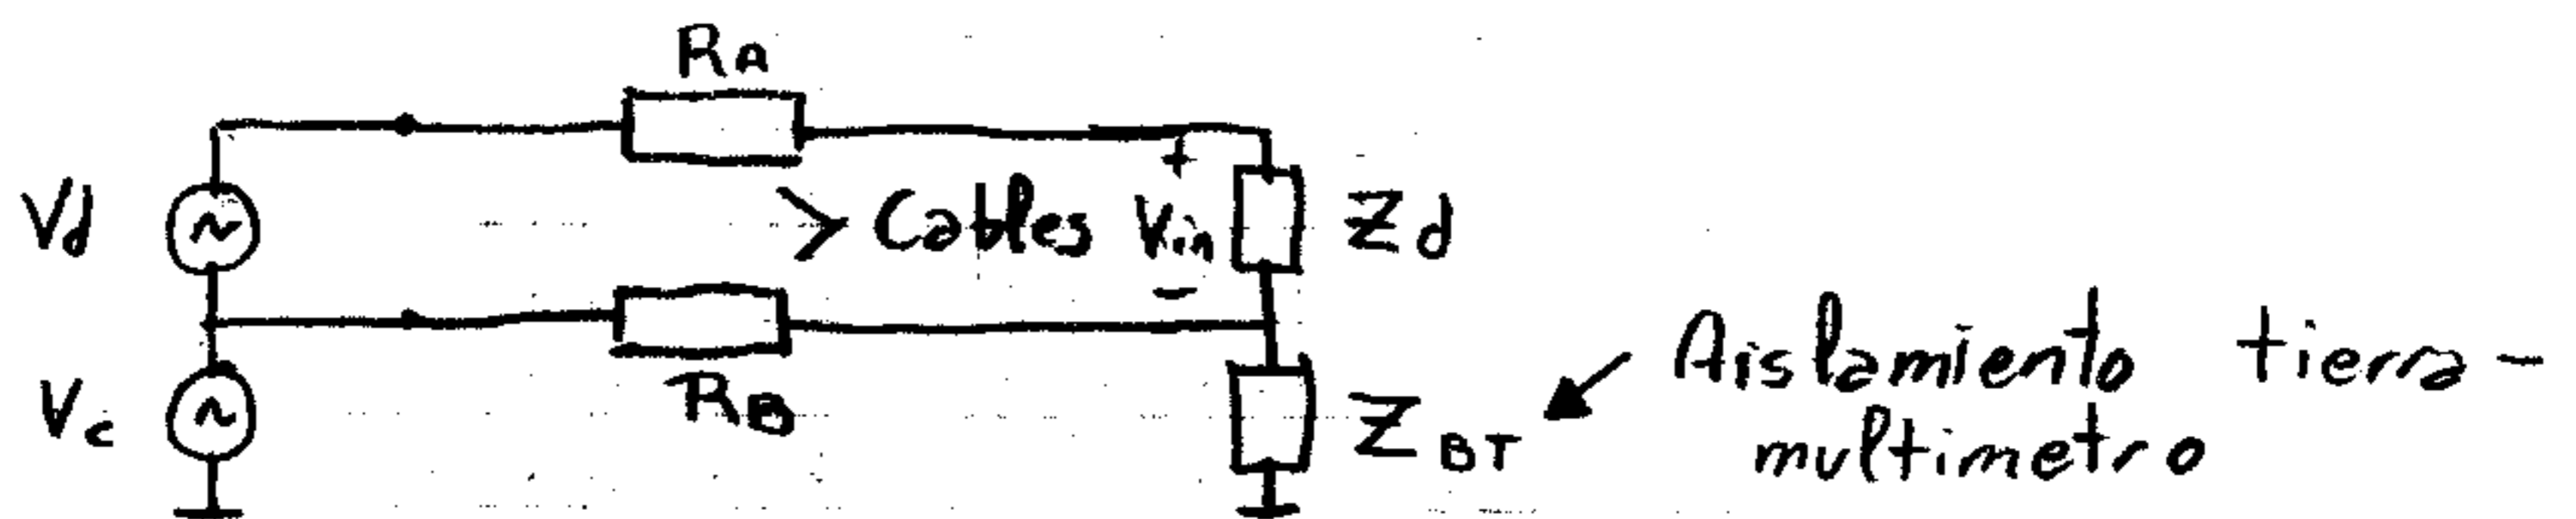 RA
Vd
> Cables
+
Vin
-
Zd
Vc
RB
ZBT
Aislamiento tierra-
multimetro